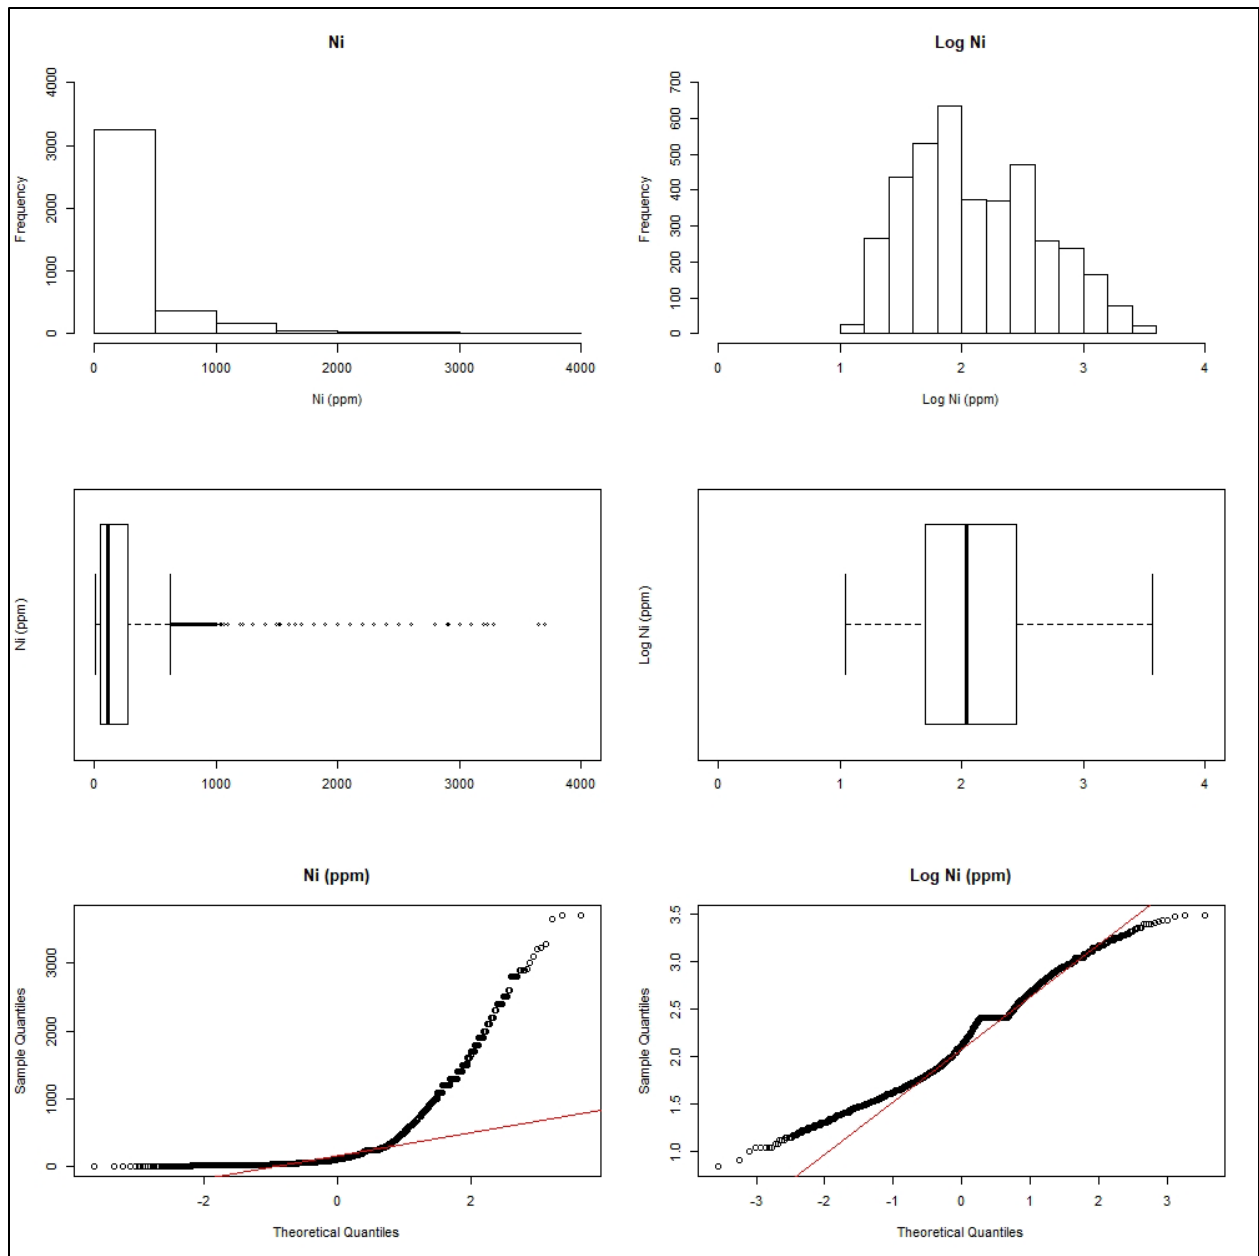 Ni
Log Ni
Frequency
0 1000 2000 3000 4000
0 1000 2000 3000 4000
Ni (ppm)
Frequency
0 100 200 300 400 500 600 700
0 1 2 3 4
Log Ni (ppm)
Ni (ppm)
0 1000 2000 3000 4000
Log Ni (ppm)
0 1 2 3 4
Ni (ppm)
Log Ni (ppm)
Sample Quantiles
0 1000 2000 3000
-2 0 2
Theoretical Quantiles
Sample Quantiles
1.0 1.5 2.0 2.5 3.0 3.5
-3 -2 -1 0 1 2 3
Theoretical Quantiles